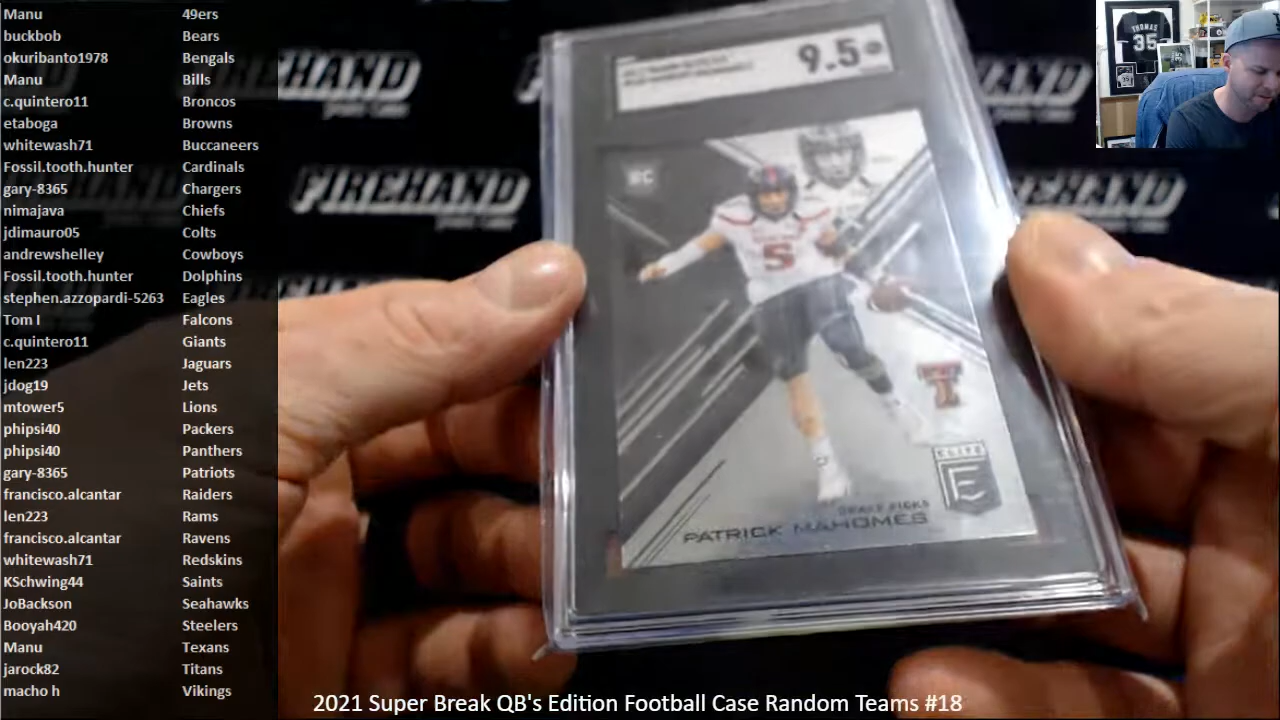 Manu 49ers
buckbob Bears
okuribanto1978 Bengals
Manu Bills
c.quintero11 Broncos
etaboga Browns
whitewash71 Buccaneers
Fossil.tooth.hunter Cardinals
gary-8365 Chargers
nimajava Chiefs
jdimauro05 Colts
andrewshelley Cowboys
Fossil.tooth.hunter Dolphins
stephen.azzopardi-5263 Eagles
Tom I Falcons
c.quintero11 Giants
len223 Jaguars
jdog19 Jets
mtower5 Lions
phipsi40 Packers
phipsi40 Panthers
gary-8365 Patriots
francisco.alcantar Raiders
len223 Rams
francisco.alcantar Ravens
whitewash71 Redskins
KSchwing44 Saints
JoBackson Seahawks
Booyah420 Steelers
Manu Texans
jarock82 Titans
macho h Vikings
FIREHAND
9.5
RC
5
T
ELITE
E
DRAFT PICKS
PATRICK MAHOMES
THOMAS
35
2021 Super Break QB's Edition Football Case Random Teams #18